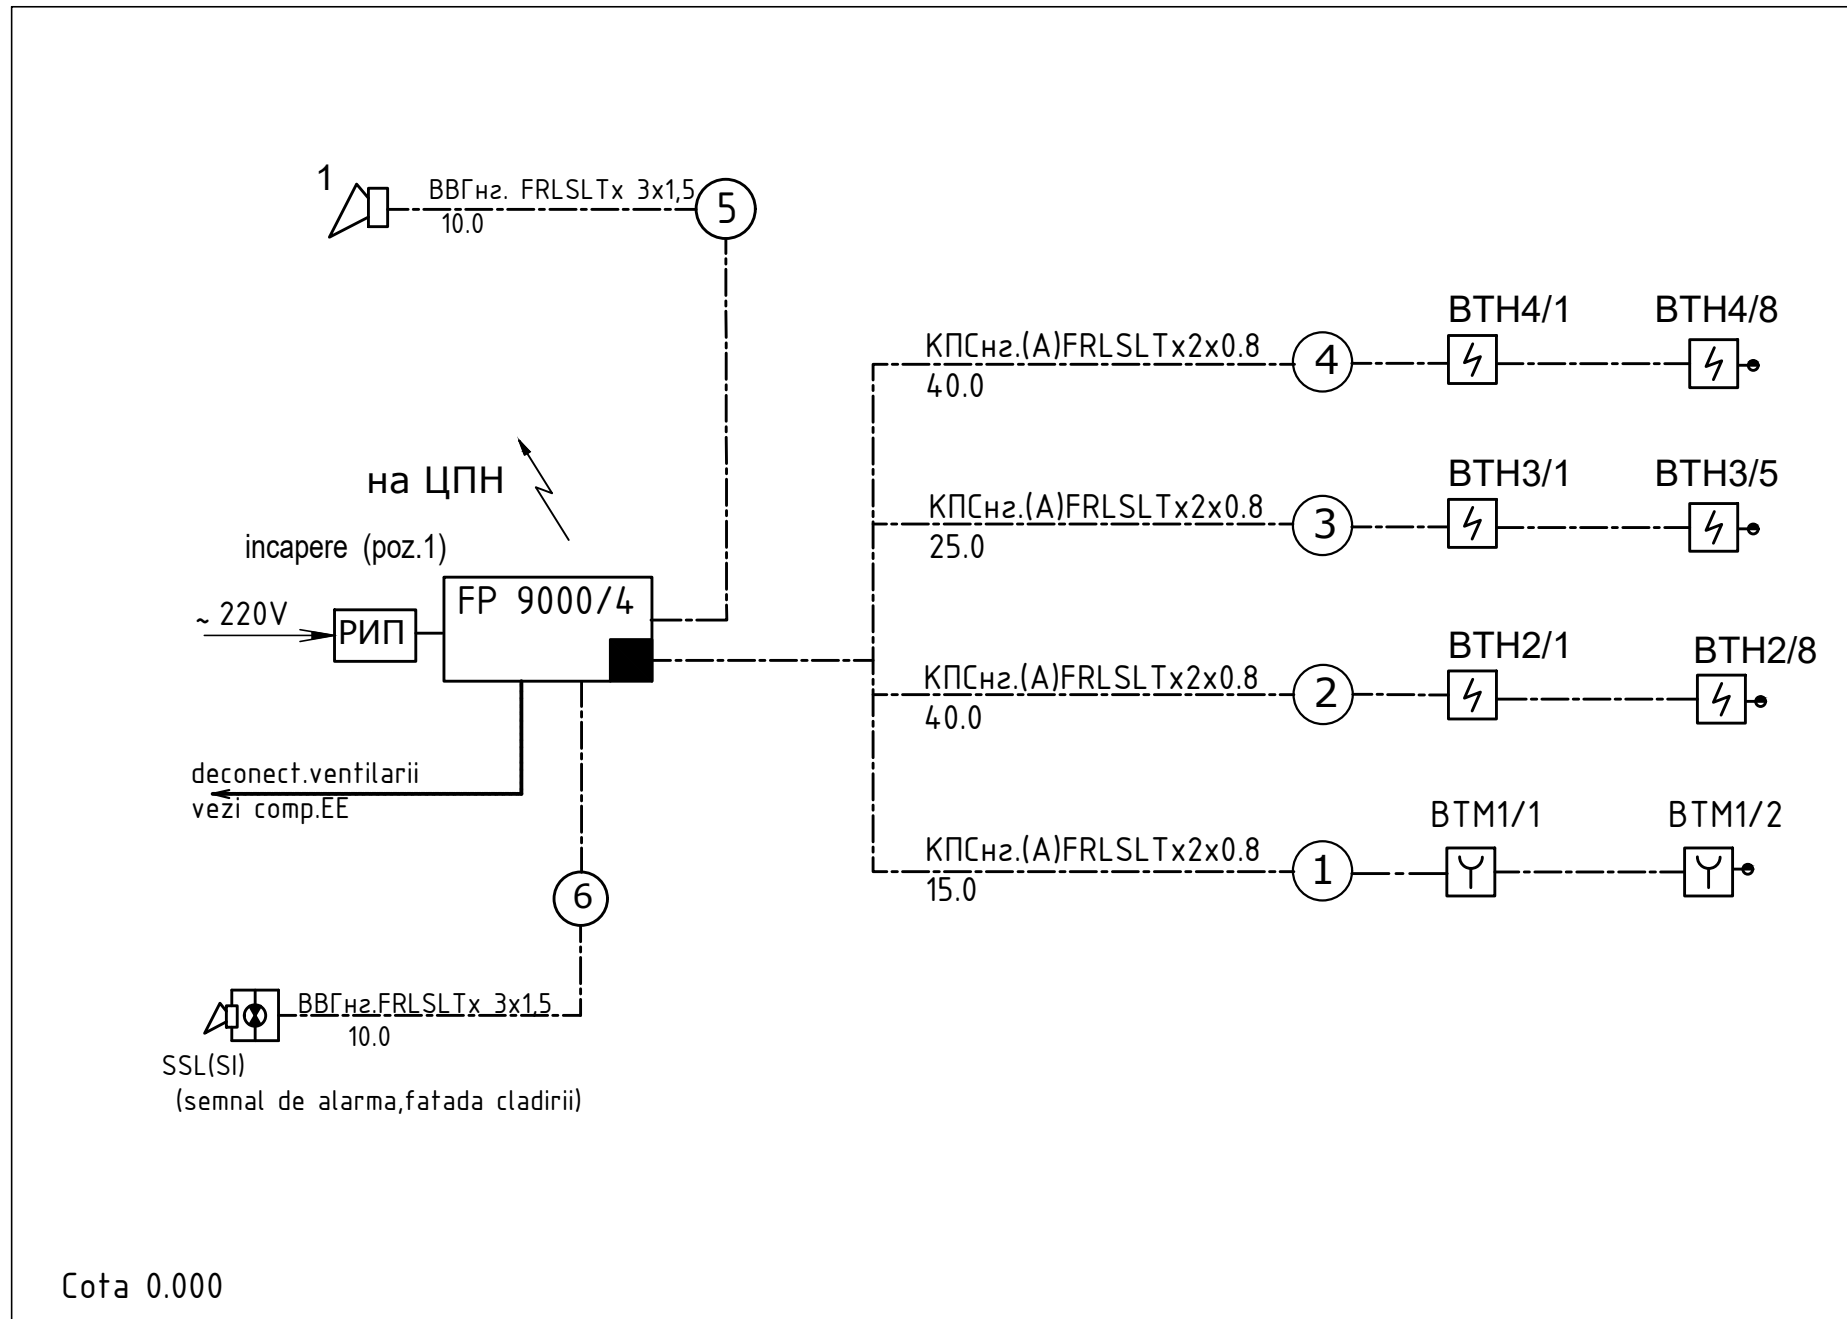 1
ВВГнг. FRLSLTx 3x1,5
10.0
5
BTH4/1
BTH4/8
КПСнг.(А)FRLSLTx2x0.8
40.0
4
на ЦПН
incapere (poz.1)
BTH3/1
BTH3/5
КПСнг.(А)FRLSLTx2x0.8
25.0
3
~ 220V
РИП
FP 9000/4
BTH2/1
BTH2/8
КПСнг.(А)FRLSLTx2x0.8
40.0
2
deconect.ventilarii
vezi comp.EE
BTM1/1
BTM1/2
КПСнг.(А)FRLSLTx2x0.8
15.0
1
6
ВВГнг.FRLSLTx 3x1,5
10.0
SSL(SI)
(semnal de alarma,fatada cladirii)
Cota 0.000